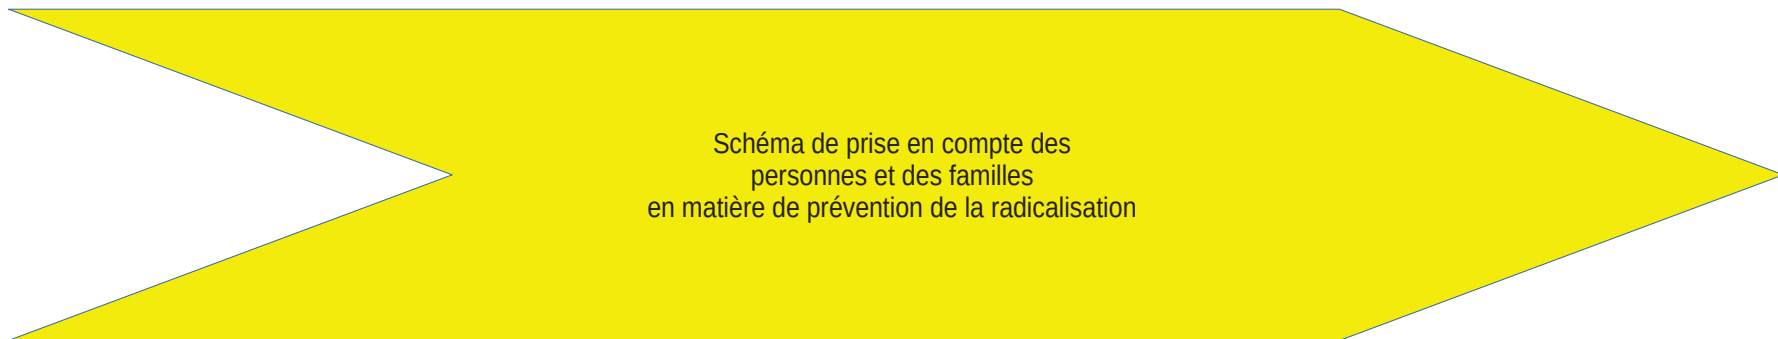 Schéma de prise en compte des
personnes et des familles
en matière de prévention de la radicalisation